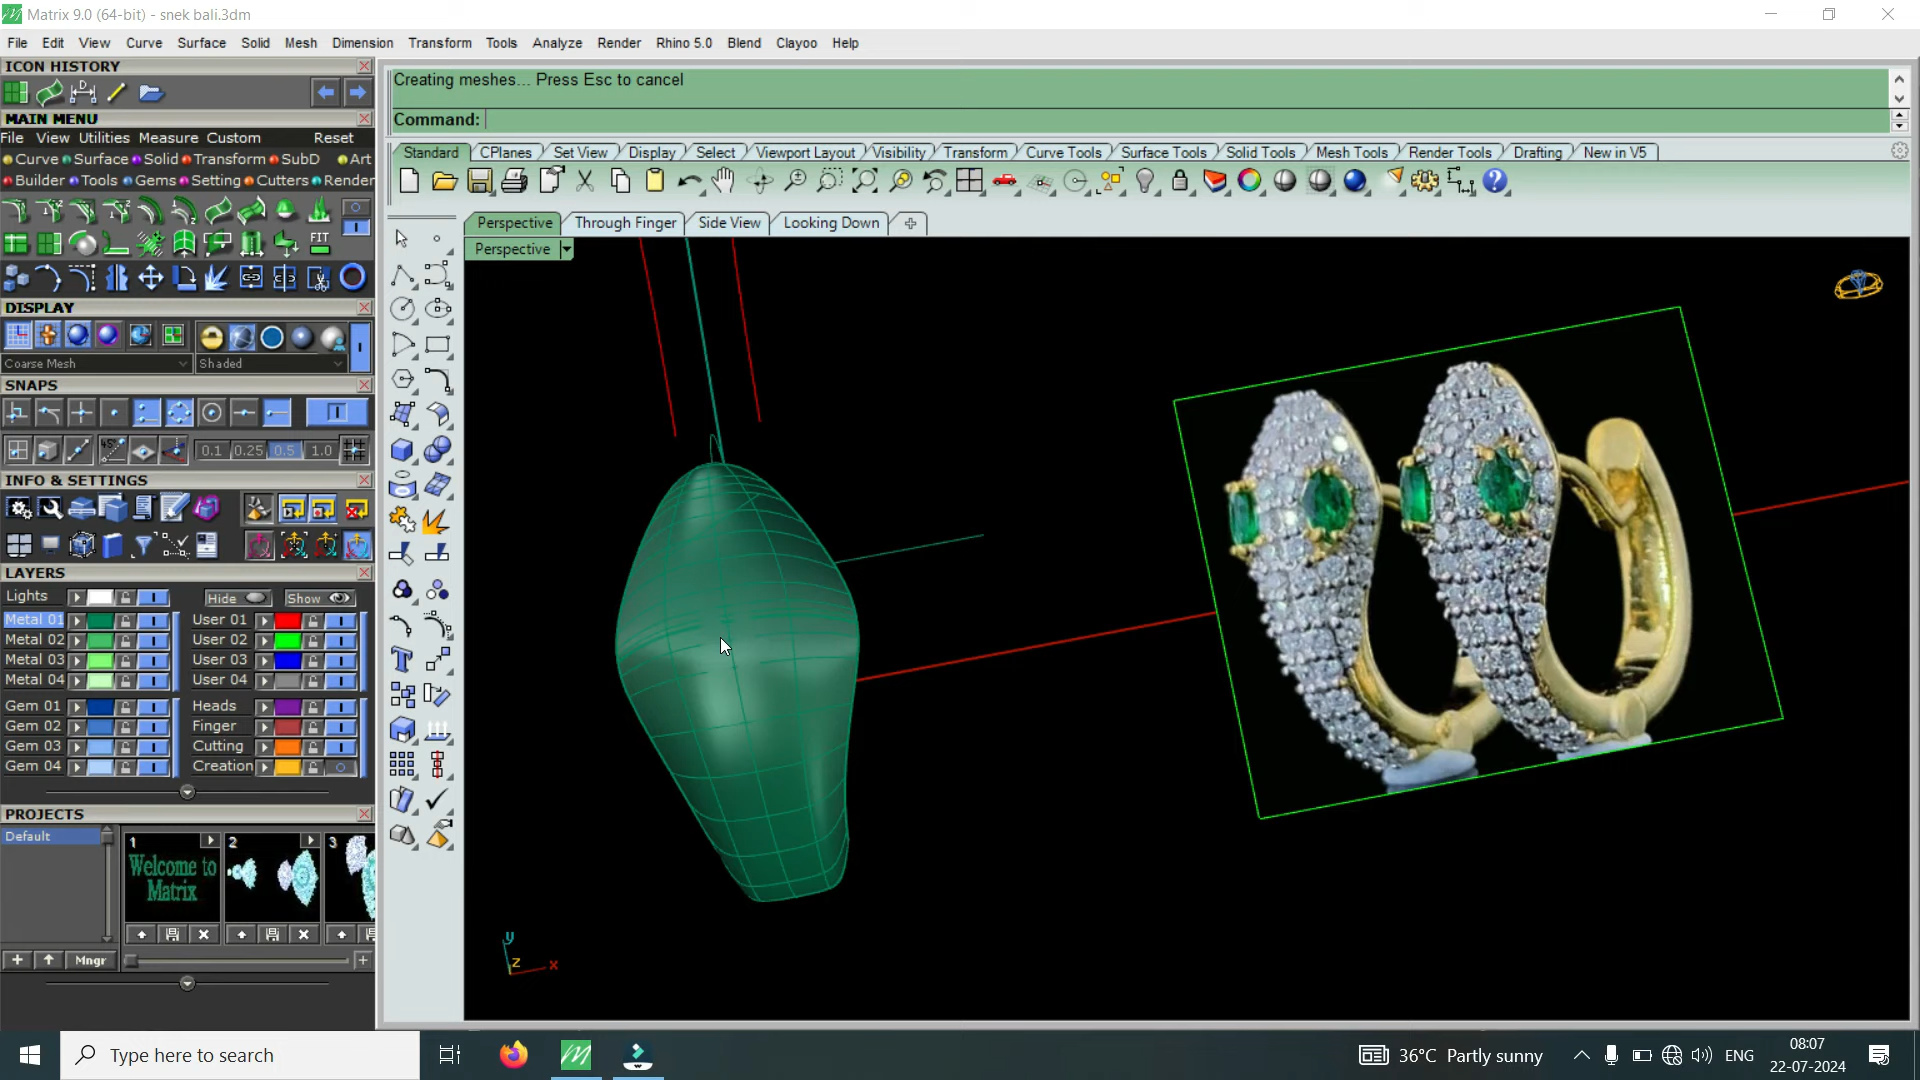 Matrix 9.0 (64-bit) - snek bali.3dm
File Edit View Curve Surface Solid Mesh Dimension Transform Tools Analyze Render Rhino 5.0 Blend Clayoo Help
ICON HISTORY
MAIN MENU
File View Utilities Measure Custom Reset
Curve Surface Solid Transform SubD Art
Builder Tools Gems Setting Cutters Render
FIT
DISPLAY
Coarse Mesh Shaded
SNAPS
0.1 0.25 0.5 1.0
INFO & SETTINGS
LAYERS
Lights Hide Show
Metal 01 User 01
Metal 02 User 02
Metal 03 User 03
Metal 04 User 04
Gem 01 Heads
Gem 02 Finger
Gem 03 Cutting
Gem 04 Creation
PROJECTS
Default
1 2 3
Welcome to
Matrix
Mngr
Creating meshes... Press Esc to cancel
Command:
Standard CPlanes Set View Display Select Viewport Layout Visibility Transform Curve Tools Surface Tools Solid Tools Mesh Tools Render Tools Drafting New in V5
Perspective Through Finger Side View Looking Down
Perspective
y
z x
Type here to search
36°C Partly sunny
ENG
08:07
22-07-2024